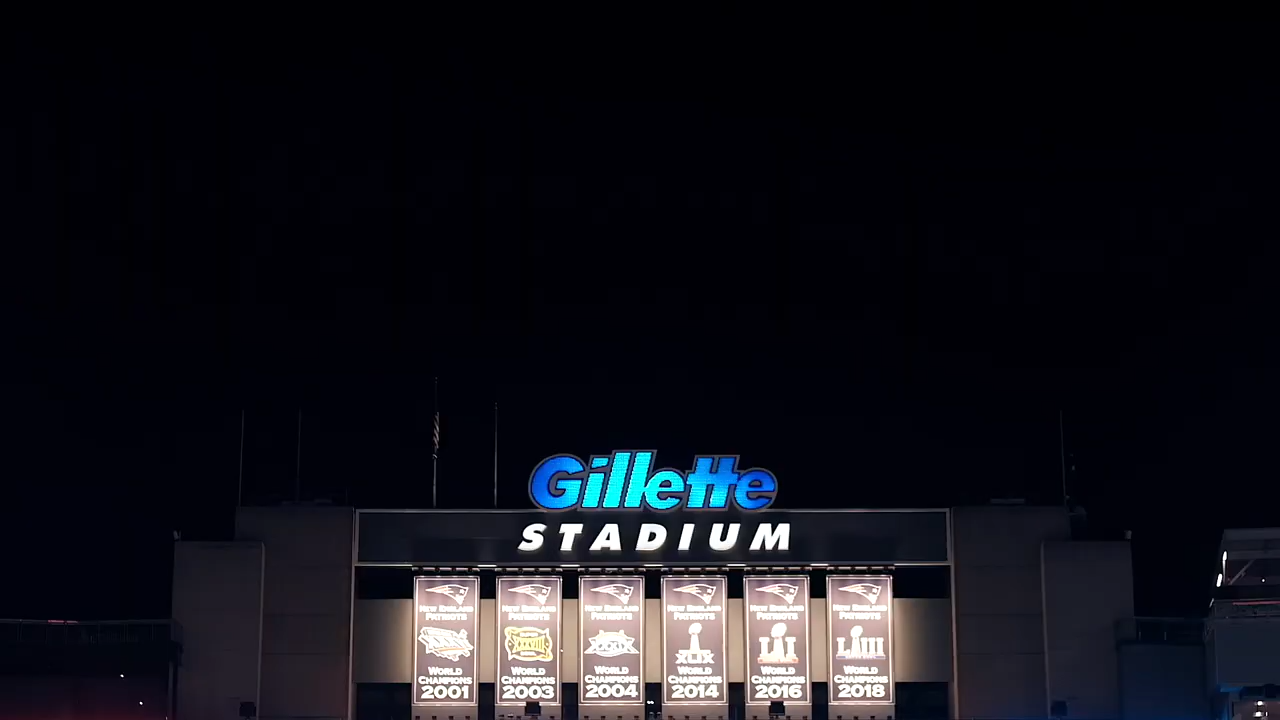 Gillette
STADIUM
NEW ENGLAND
PATRIOTS
WORLD
CHAMPIONS
2001
NEW ENGLAND
PATRIOTS
XXXVIII
WORLD
CHAMPIONS
2003
NEW ENGLAND
PATRIOTS
XXXIX
WORLD
CHAMPIONS
2004
NEW ENGLAND
PATRIOTS
XLIX
WORLD
CHAMPIONS
2014
NEW ENGLAND
PATRIOTS
LI
WORLD
CHAMPIONS
2016
NEW ENGLAND
PATRIOTS
LIII
WORLD
CHAMPIONS
2018